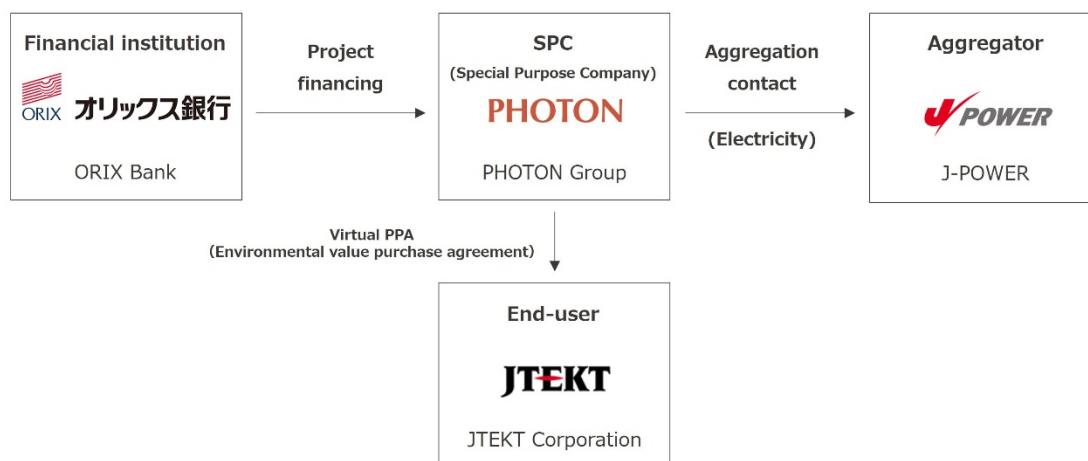 Financial institution
ORIX オリックス銀行
ORIX Bank
Project
financing
SPC
(Special Purpose Company)
PHOTON
PHOTON Group
Aggregation
contact
(Electricity)
Aggregator
J POWER
J-POWER
Virtual PPA
(Environmental value purchase agreement)
End-user
JTEKT
JTEKT Corporation